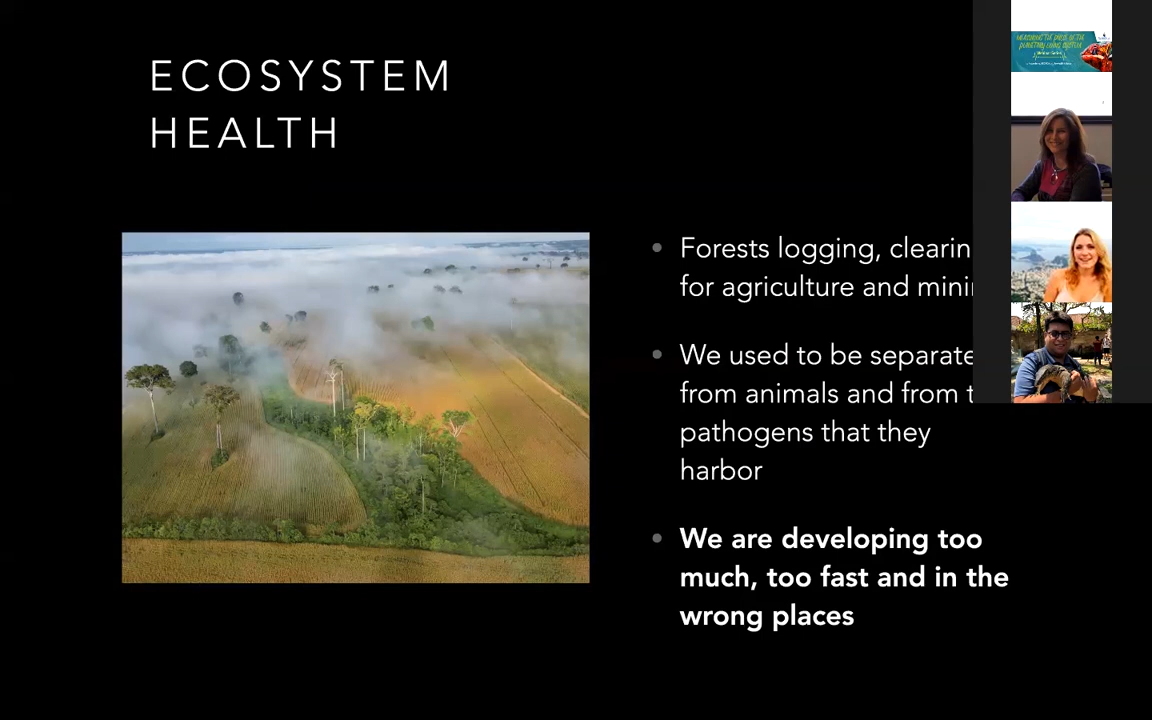 ECOSYSTEM
HEALTH
Forests logging, clearin
for agriculture and mini
We used to be separate
from animals and from t
pathogens that they
harbor
We are developing too
much, too fast and in the
wrong places